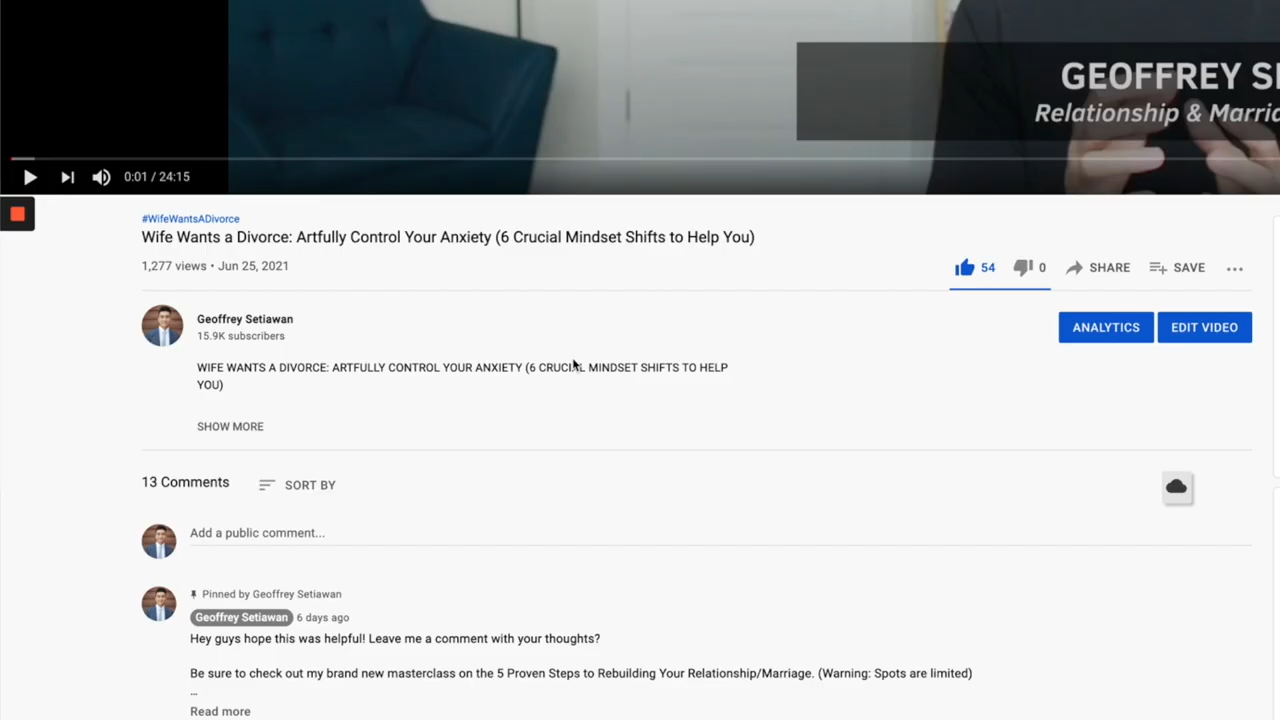 GEOFFREY S
Relationship & Marria
0:01 / 24:15
#WifeWantsADivorce
Wife Wants a Divorce: Artfully Control Your Anxiety (6 Crucial Mindset Shifts to Help You)
1,277 views • Jun 25, 2021
54
0
SHARE
SAVE
Geoffrey Setiawan
15.9K subscribers
ANALYTICS
EDIT VIDEO
WIFE WANTS A DIVORCE: ARTFULLY CONTROL YOUR ANXIETY (6 CRUCIAL MINDSET SHIFTS TO HELP
YOU)
SHOW MORE
13 Comments
SORT BY
Add a public comment...
Pinned by Geoffrey Setiawan
Geoffrey Setiawan 6 days ago
Hey guys hope this was helpful! Leave me a comment with your thoughts?
Be sure to check out my brand new masterclass on the 5 Proven Steps to Rebuilding Your Relationship/Marriage. (Warning: Spots are limited)
...
Read more